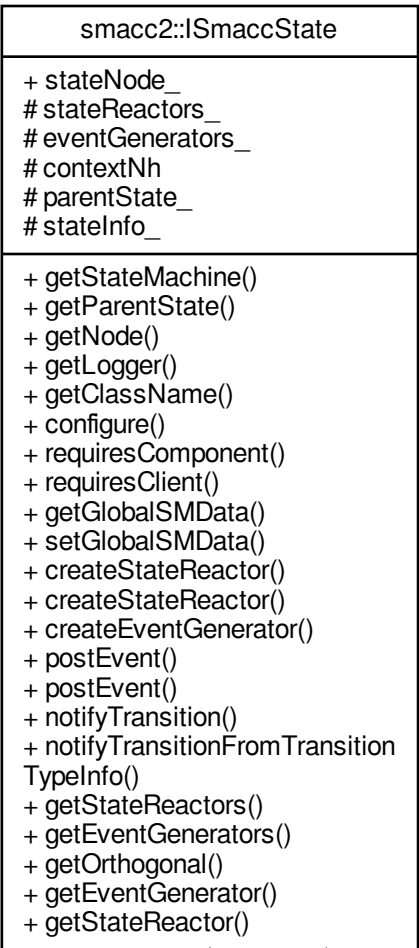 smacc2::ISmaccState
+ stateNode_
# stateReactors_
# eventGenerators_
# contextNh
# parentState_
# stateInfo_
+ getStateMachine()
+ getParentState()
+ getNode()
+ getLogger()
+ getClassName()
+ configure()
+ requiresComponent()
+ requiresClient()
+ getGlobalSMData()
+ setGlobalSMData()
+ createStateReactor()
+ createStateReactor()
+ createEventGenerator()
+ postEvent()
+ postEvent()
+ notifyTransition()
+ notifyTransitionFromTransition
TypeInfo()
+ getStateReactors()
+ getEventGenerators()
+ getOrthogonal()
+ getEventGenerator()
+ getStateReactor()